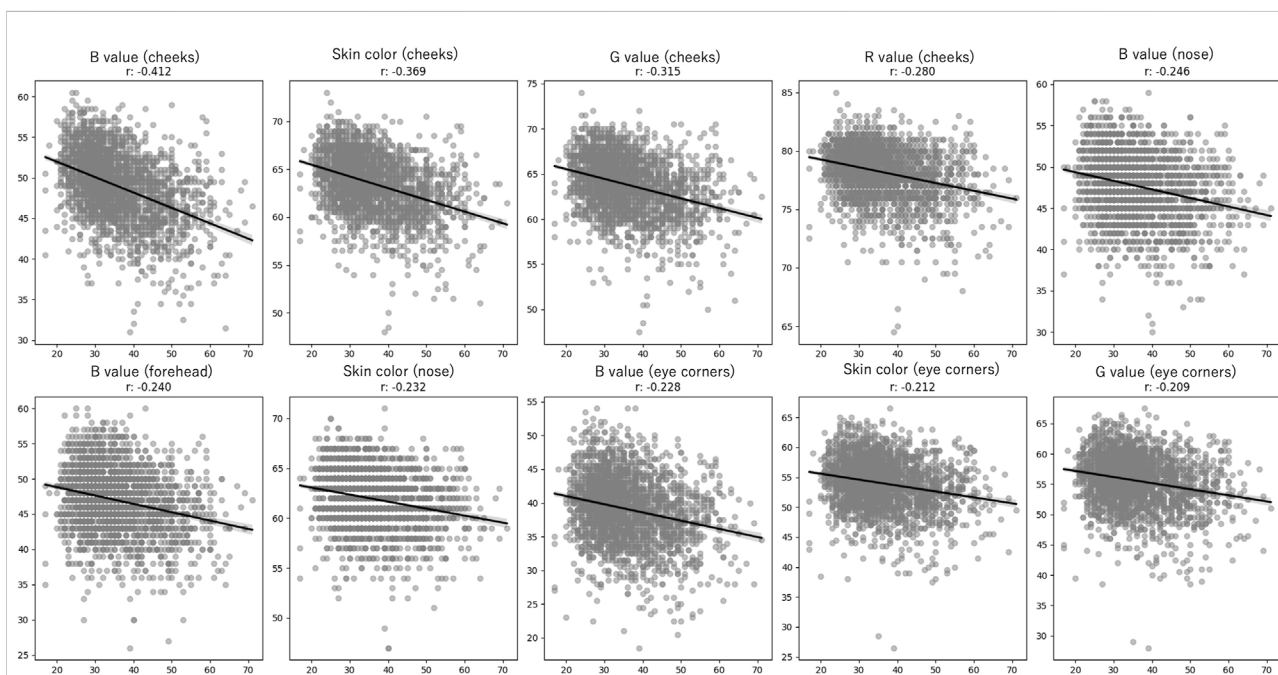 B value (cheeks)
r: -0.412
60
55
50
45
40
35
30
20 30 40 50 60 70
Skin color (cheeks)
r: -0.369
70
65
60
55
50
20 30 40 50 60 70
G value (cheeks)
r: -0.315
75
70
65
60
55
50
20 30 40 50 60 70
R value (cheeks)
r: -0.280
85
80
75
70
65
20 30 40 50 60 70
B value (nose)
r: -0.246
60
55
50
45
40
35
30
20 30 40 50 60 70
B value (forehead)
r: -0.240
60
55
50
45
40
35
30
25
20 30 40 50 60 70
Skin color (nose)
r: -0.232
70
65
60
55
50
20 30 40 50 60 70
B value (eye corners)
r: -0.228
55
50
45
40
35
30
25
20
20 30 40 50 60 70
Skin color (eye corners)
r: -0.212
65
60
55
50
45
40
35
30
25
20 30 40 50 60 70
G value (eye corners)
r: -0.209
65
60
55
50
45
40
35
30
20 30 40 50 60 70